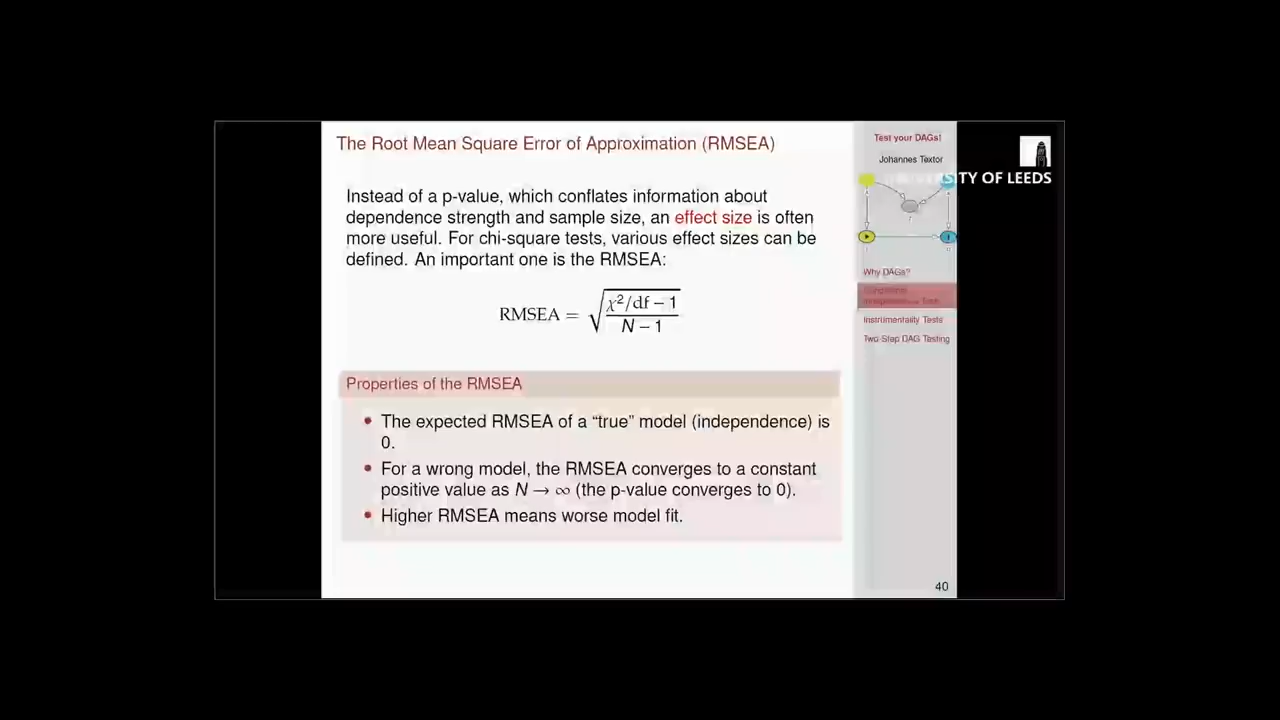 The Root Mean Square Error of Approximation (RMSEA)
Instead of a p-value, which conflates information about
dependence strength and sample size, an effect size is often
more useful. For chi-square tests, various effect sizes can be
defined. An important one is the RMSEA:
RMSEA = √((χ²/df − 1)/(N − 1))
Properties of the RMSEA
• The expected RMSEA of a “true” model (independence) is
0.
• For a wrong model, the RMSEA converges to a constant
positive value as N → ∞ (the p-value converges to 0).
• Higher RMSEA means worse model fit.
Test your DAGs!
Johannes Textor
UNIVERSITY OF LEEDS
Why DAGs?
Instrumentality Tests
Two-Step DAG Testing
40